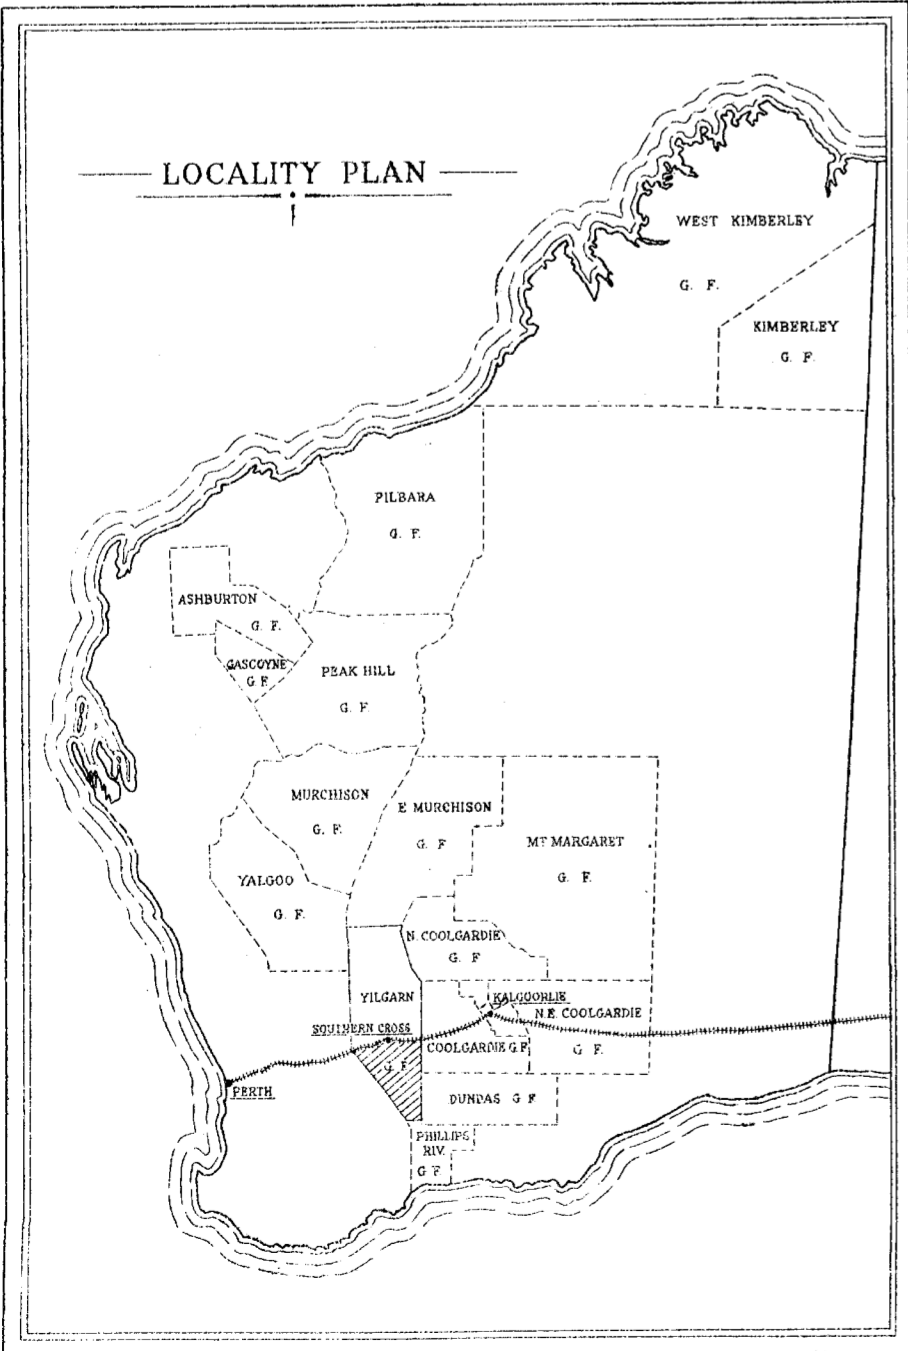 LOCALITY PLAN
WEST KIMBERLEY
G. F.
KIMBERLEY
G. F.
PILBARA
G. F.
ASHBURTON
G. F.
GASCOYNE
G F
PEAK HILL
G. F.
MURCHISON
G. F.
E MURCHISON
G. F
MT MARGARET
G. F.
YALGOO
G. F.
N. COOLGARDIE
G. F
YILGARN
G. F.
KALGOORLIE
N.E. COOLGARDIE
G. F.
SOUTHERN CROSS
COOLGARDIE G.F.
PERTH
DUNDAS G F
PHILLIPS
RIV.
G F